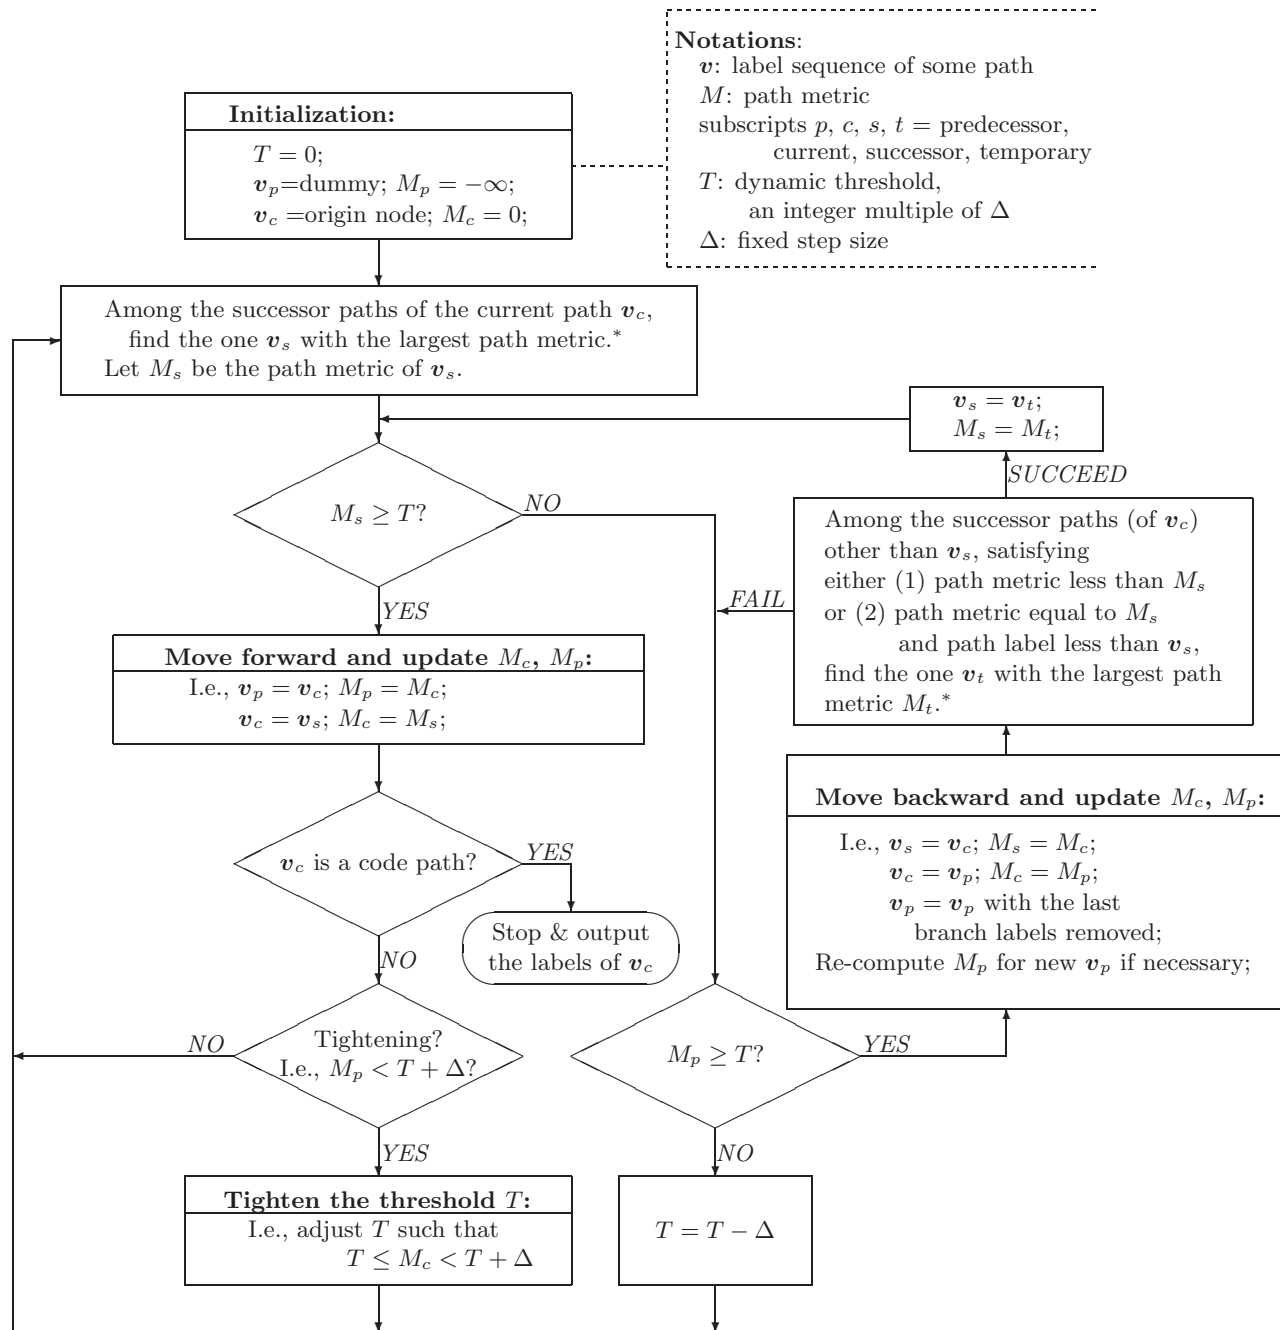 Notations:
v: label sequence of some path
M: path metric
subscripts p, c, s, t = predecessor,
current, successor, temporary
T: dynamic threshold,
an integer multiple of Δ
Δ: fixed step size
Initialization:
T = 0;
v_p=dummy; M_p = −∞;
v_c =origin node; M_c = 0;
Among the successor paths of the current path v_c,
find the one v_s with the largest path metric.*
Let M_s be the path metric of v_s.
v_s = v_t;
M_s = M_t;
SUCCEED
M_s ≥ T?
NO
YES
Among the successor paths (of v_c)
other than v_s, satisfying
either (1) path metric less than M_s
or (2) path metric equal to M_s
and path label less than v_s,
find the one v_t with the largest path
metric M_t.*
FAIL
Move forward and update M_c, M_p:
I.e., v_p = v_c; M_p = M_c;
v_c = v_s; M_c = M_s;
Move backward and update M_c, M_p:
I.e., v_s = v_c; M_s = M_c;
v_c = v_p; M_c = M_p;
v_p = v_p with the last
branch labels removed;
Re-compute M_p for new v_p if necessary;
v_c is a code path?
YES
Stop & output
the labels of v_c
NO
Tightening?
I.e., M_p < T + Δ?
NO
YES
M_p ≥ T?
YES
NO
Tighten the threshold T:
I.e., adjust T such that
T ≤ M_c < T + Δ
T = T − Δ